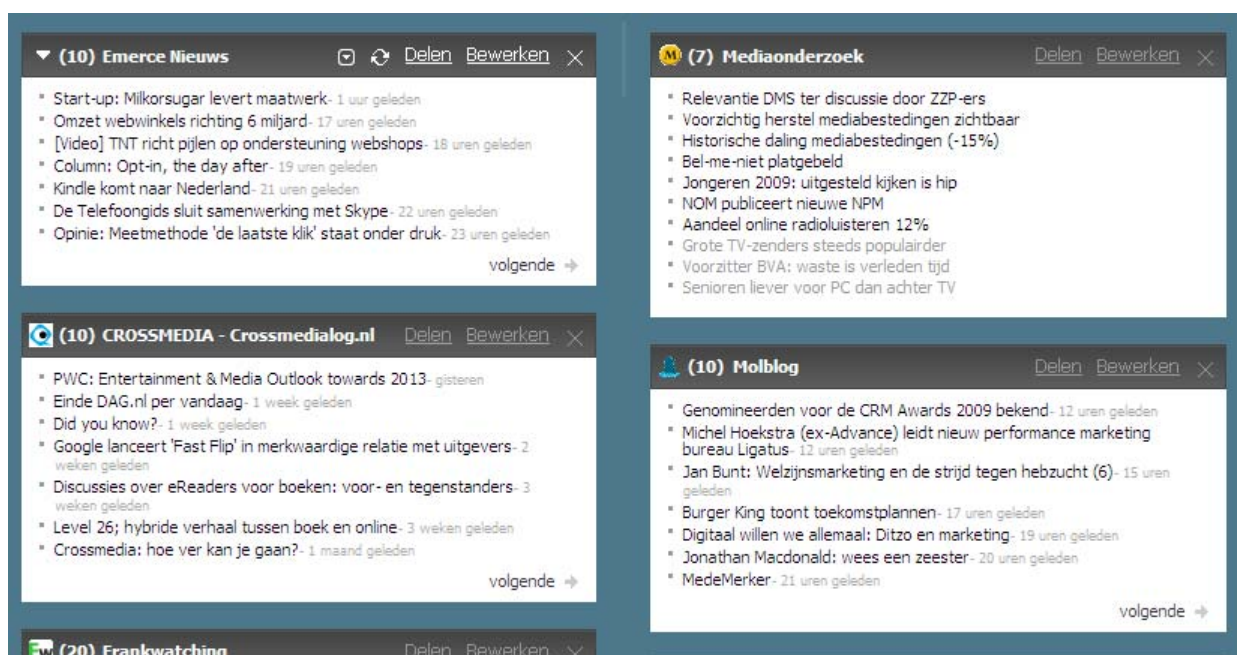 (10) Emerce Nieuws Delen Bewerken
Start-up: Milkorsugar levert maatwerk- 1 uur geleden
Omzet webwinkels richting 6 miljard- 17 uren geleden
[Video] TNT richt pijlen op ondersteuning webshops- 18 uren geleden
Column: Opt-in, the day after- 19 uren geleden
Kindle komt naar Nederland- 21 uren geleden
De Telefoongids sluit samenwerking met Skype- 22 uren geleden
Opinie: Meetmethode 'de laatste klik' staat onder druk- 23 uren geleden
volgende
(10) CROSSMEDIA - Crossmedialog.nl Delen Bewerken
PWC: Entertainment & Media Outlook towards 2013- gisteren
Einde DAG.nl per vandaag- 1 week geleden
Did you know?- 1 week geleden
Google lanceert 'Fast Flip' in merkwaardige relatie met uitgevers- 2
weken geleden
Discussies over eReaders voor boeken: voor- en tegenstanders- 3
weken geleden
Level 26; hybride verhaal tussen boek en online- 3 weken geleden
Crossmedia: hoe ver kan je gaan?- 1 maand geleden
volgende
Fw (20) Frankwatching Delen Bewerken
M (7) Mediaonderzoek Delen Bewerken
Relevantie DMS ter discussie door ZZP-ers
Voorzichtig herstel mediabestedingen zichtbaar
Historische daling mediabestedingen (-15%)
Bel-me-niet platgebeld
Jongeren 2009: uitgesteld kijken is hip
NOM publiceert nieuwe NPM
Aandeel online radioluisteren 12%
Grote TV-zenders steeds populairder
Voorzitter BVA: waste is verleden tijd
Senioren liever voor PC dan achter TV
(10) Molblog Delen Bewerken
Genomineerden voor de CRM Awards 2009 bekend- 12 uren geleden
Michel Hoekstra (ex-Advance) leidt nieuw performance marketing
bureau Ligatus- 12 uren geleden
Jan Bunt: Welzijnsmarketing en de strijd tegen hebzucht (6)- 15 uren
geleden
Burger King toont toekomstplannen- 17 uren geleden
Digitaal willen we allemaal: Ditzo en marketing- 19 uren geleden
Jonathan Macdonald: wees een zeester- 20 uren geleden
MedeMerker- 21 uren geleden
volgende